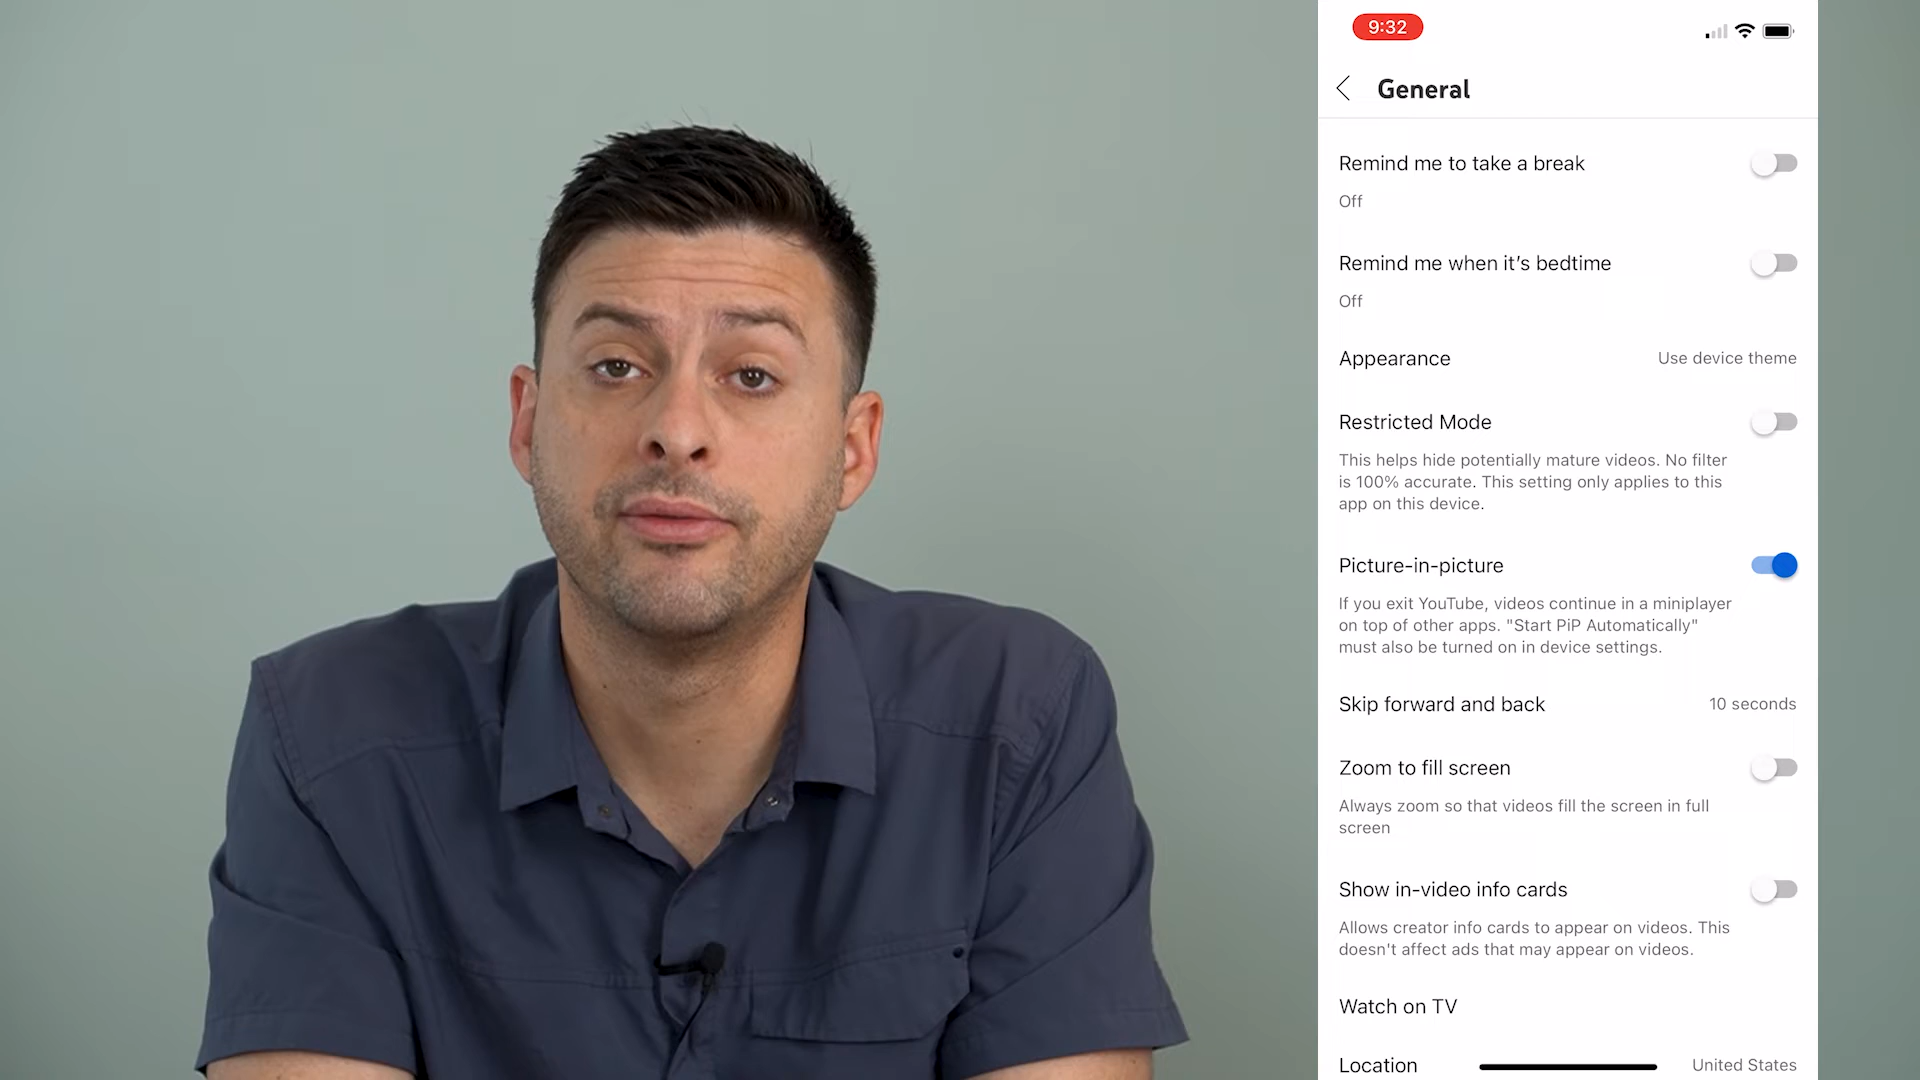 9:32
General
Remind me to take a break
Off
Remind me when it's bedtime
Off
Appearance Use device theme
Restricted Mode
This helps hide potentially mature videos. No filter
is 100% accurate. This setting only applies to this
app on this device.
Picture-in-picture
If you exit YouTube, videos continue in a miniplayer
on top of other apps. "Start PiP Automatically"
must also be turned on in device settings.
Skip forward and back 10 seconds
Zoom to fill screen
Always zoom so that videos fill the screen in full
screen
Show in-video info cards
Allows creator info cards to appear on videos. This
doesn't affect ads that may appear on videos.
Watch on TV
Location United States